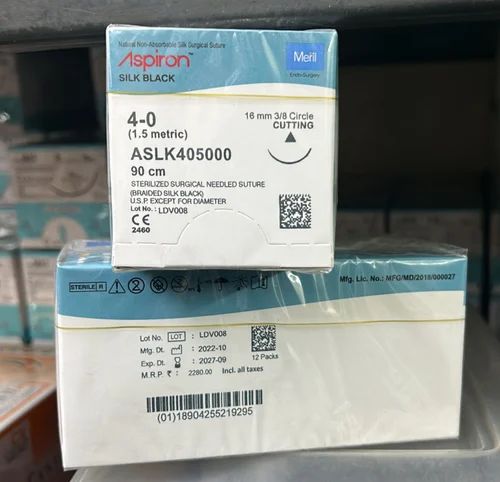 Natural Non-Absorbable Silk Surgical Suture
Aspiron™
SILK BLACK
Meril
Endo-Surgery
4-0
(1.5 metric)
16 mm 3/8 Circle
CUTTING
ASLK405000
90 cm
STERILIZED SURGICAL NEEDLED SUTURE
(BRAIDED SILK BLACK)
U.S.P. EXCEPT FOR DIAMETER
Lot No.: LDV008
CE
2460
STERILE R
Mfg. Lic. No.: MFG/MD/2018/000027
Lot No. LOT : LDV008
Mfg. Dt. : 2022-10
Exp. Dt. : 2027-09
12 Packs
M.R.P. ₹ : 2280.00 Incl. all taxes
(01)18904255219295